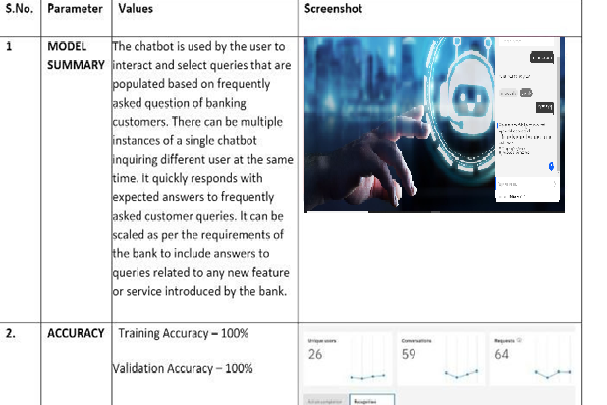 S.No. Parameter Values Screenshot
1 MODEL SUMMARY
The chatbot is used by the user to
interact and select queries that are
populated based on frequently
asked question of banking
customers. There can be multiple
instances of a single chatbot
inquiring different user at the same
time. It quickly responds with
expected answers to frequently
asked customer queries. It can be
scaled as per the requirements of
the bank to include answers to
queries related to any new feature
or service introduced by the bank.
2. ACCURACY
Training Accuracy – 100%
Validation Accuracy – 100%
Unique users Conversations Requests
26 59 64
Recognition